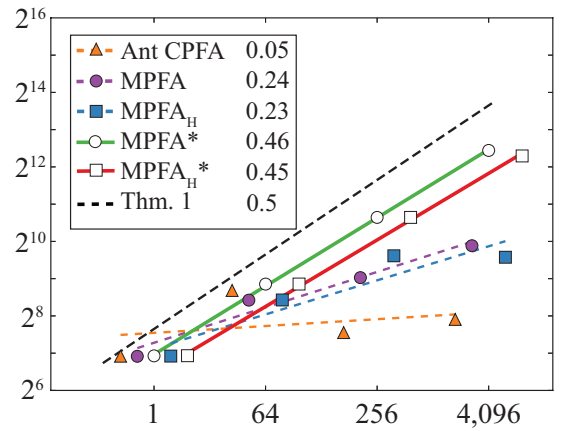 2^16
2^14
2^12
2^10
2^8
2^6
Ant CPFA 0.05
MPFA 0.24
MPFA_H 0.23
MPFA* 0.46
MPFA_H* 0.45
Thm. 1 0.5
1 64 256 4,096